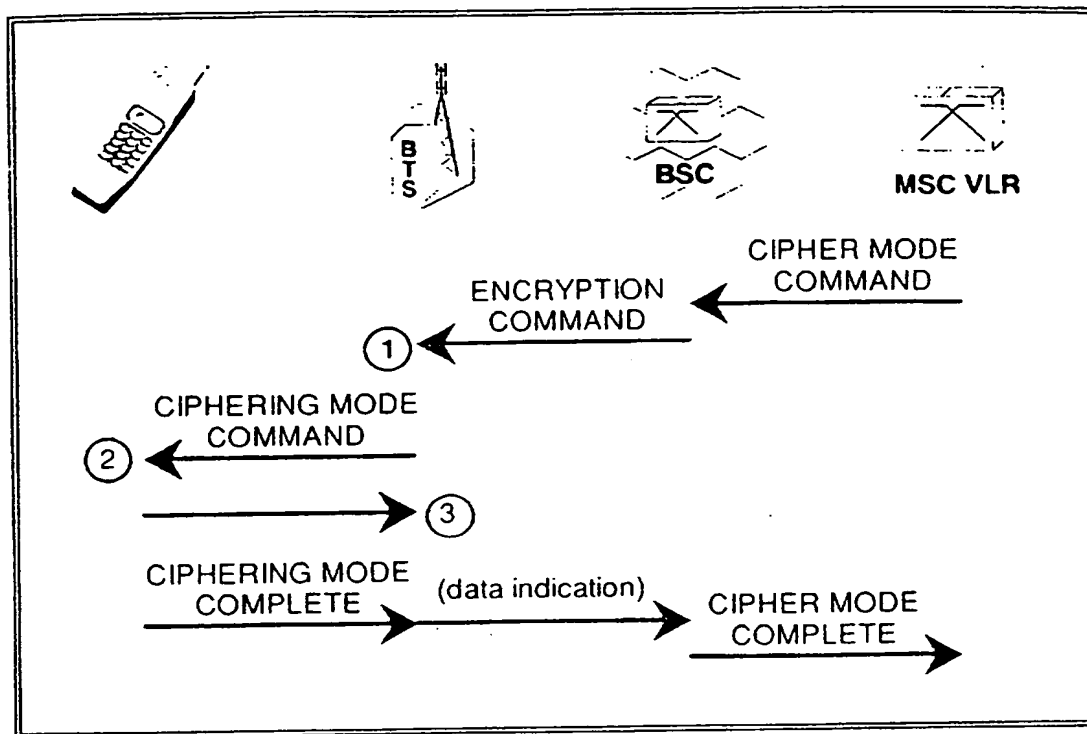 B
T
S
BSC
MSC VLR
CIPHER MODE
COMMAND
ENCRYPTION
COMMAND
1
CIPHERING MODE
COMMAND
2
3
CIPHERING MODE
COMPLETE
(data indication)
CIPHER MODE
COMPLETE